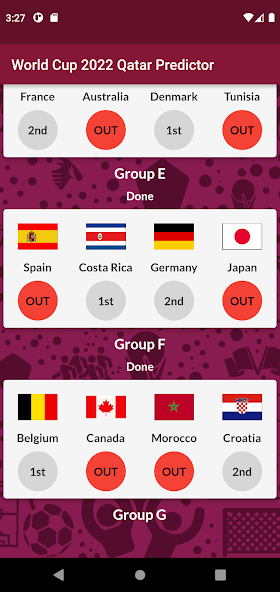 3:27
World Cup 2022 Qatar Predictor
France Australia Denmark Tunisia
2nd OUT 1st OUT
Group E
Done
Spain Costa Rica Germany Japan
OUT 1st 2nd OUT
Group F
Done
Belgium Canada Morocco Croatia
1st OUT OUT 2nd
Group G